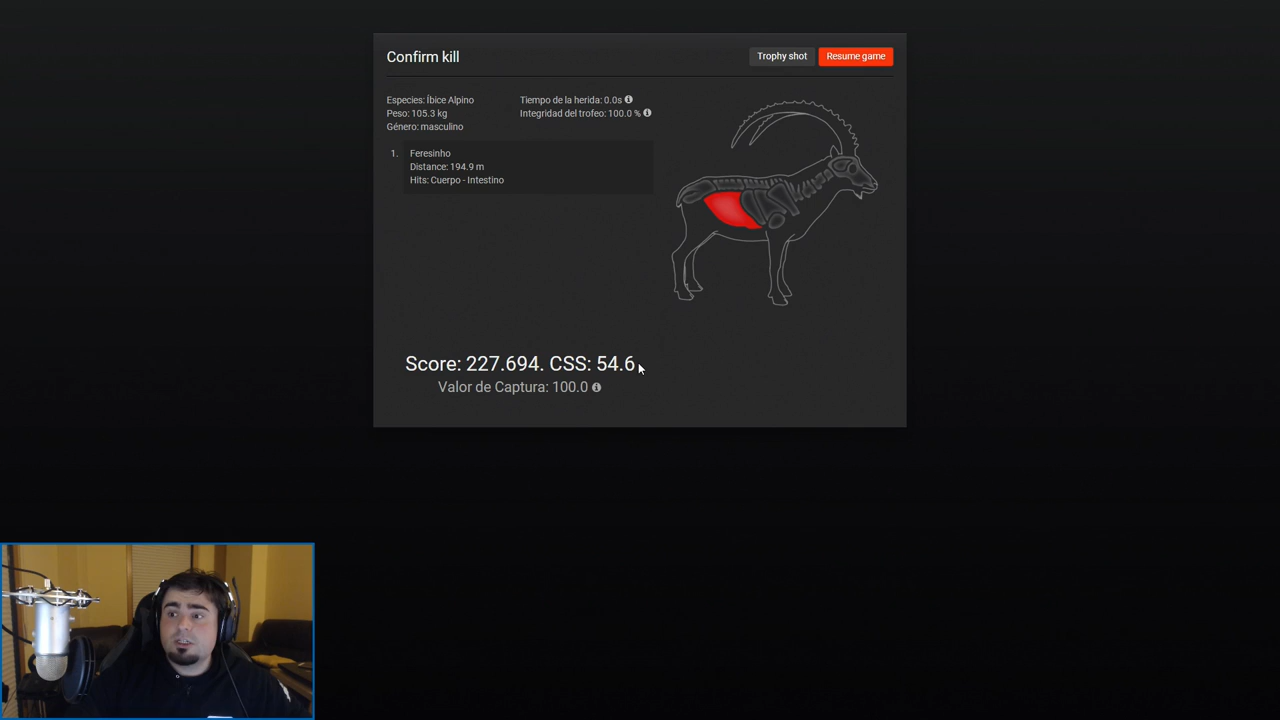 Confirm kill
Trophy shot
Resume game
Especies: Íbice Alpino
Peso: 105.3 kg
Género: masculino
Tiempo de la herida: 0.0s
Integridad del trofeo: 100.0 %
1. Feresinho
Distance: 194.9 m
Hits: Cuerpo - Intestino
Score: 227.694. CSS: 54.6
Valor de Captura: 100.0